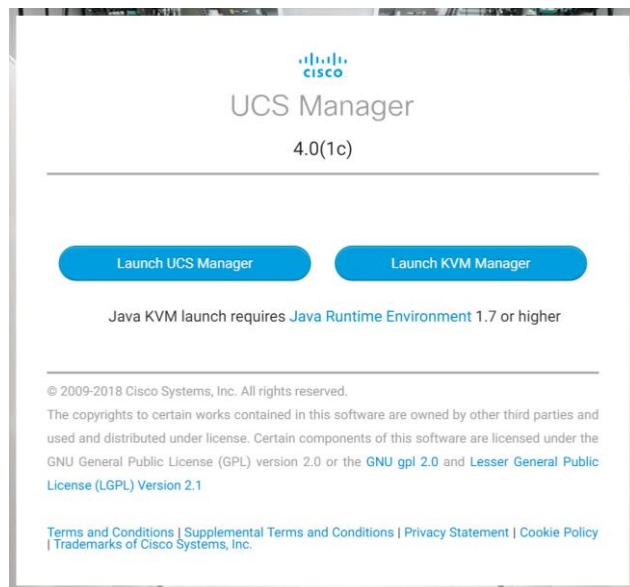 CISCO
UCS Manager
4.0(1c)
Launch UCS Manager
Launch KVM Manager
Java KVM launch requires Java Runtime Environment 1.7 or higher
© 2009-2018 Cisco Systems, Inc. All rights reserved.
The copyrights to certain works contained in this software are owned by other third parties and
used and distributed under license. Certain components of this software are licensed under the
GNU General Public License (GPL) version 2.0 or the GNU gpl 2.0 and Lesser General Public
License (LGPL) Version 2.1
Terms and Conditions | Supplemental Terms and Conditions | Privacy Statement | Cookie Policy
| Trademarks of Cisco Systems, Inc.